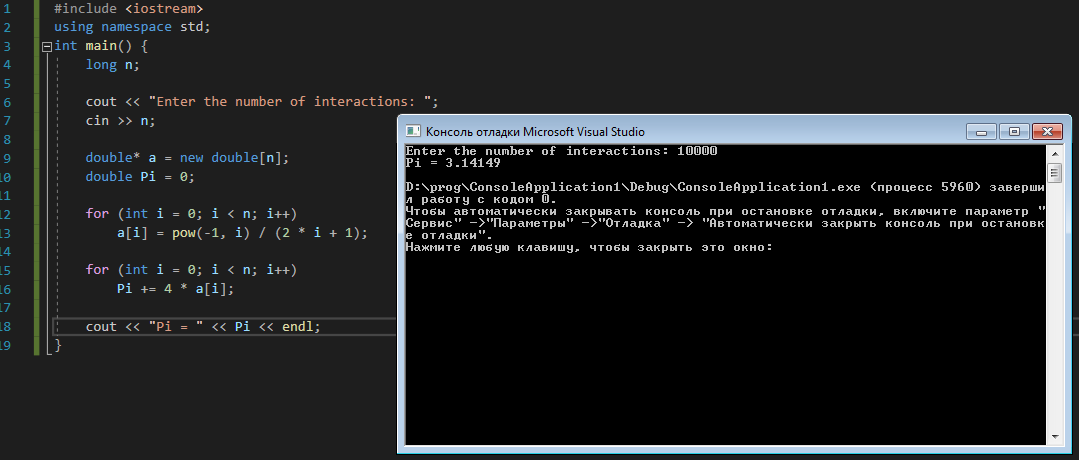 1 #include <iostream>
2 using namespace std;
3 int main() {
4 long n;
5
6 cout << "Enter the number of interactions: ";
7 cin >> n;
8
9 double* a = new double[n];
10 double Pi = 0;
11
12 for (int i = 0; i < n; i++)
13 a[i] = pow(-1, i) / (2 * i + 1);
14
15 for (int i = 0; i < n; i++)
16 Pi += 4 * a[i];
17
18 cout << "Pi = " << Pi << endl;
19 }
Консоль отладки Microsoft Visual Studio
Enter the number of interactions: 10000
Pi = 3.14149
D:\prog\ConsoleApplication1\Debug\ConsoleApplication1.exe (процесс 5960) заверши
л работу с кодом 0.
Чтобы автоматически закрывать консоль при остановке отладки, включите параметр "
Сервис" ->"Параметры" ->"Отладка" -> "Автоматически закрыть консоль при остановк
е отладки".
Нажмите любую клавишу, чтобы закрыть это окно: